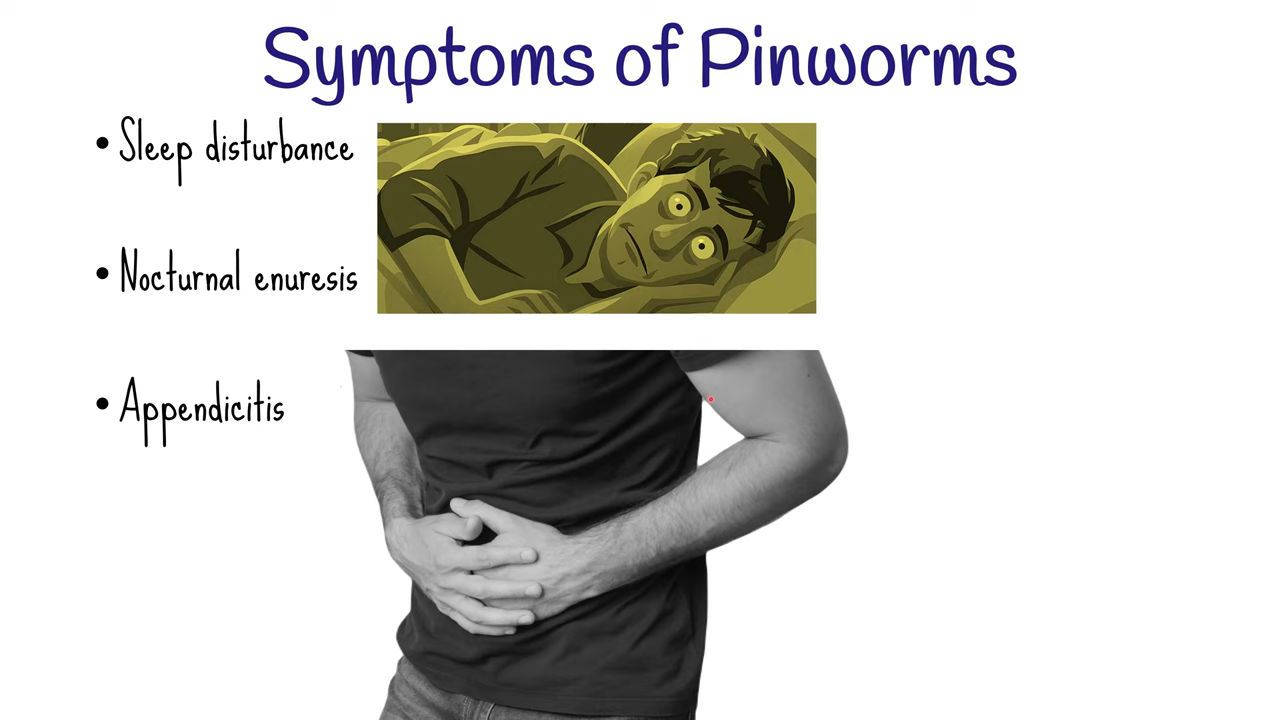 Symptoms of Pinworms
• Sleep disturbance
• Nocturnal enuresis
• Appendicitis